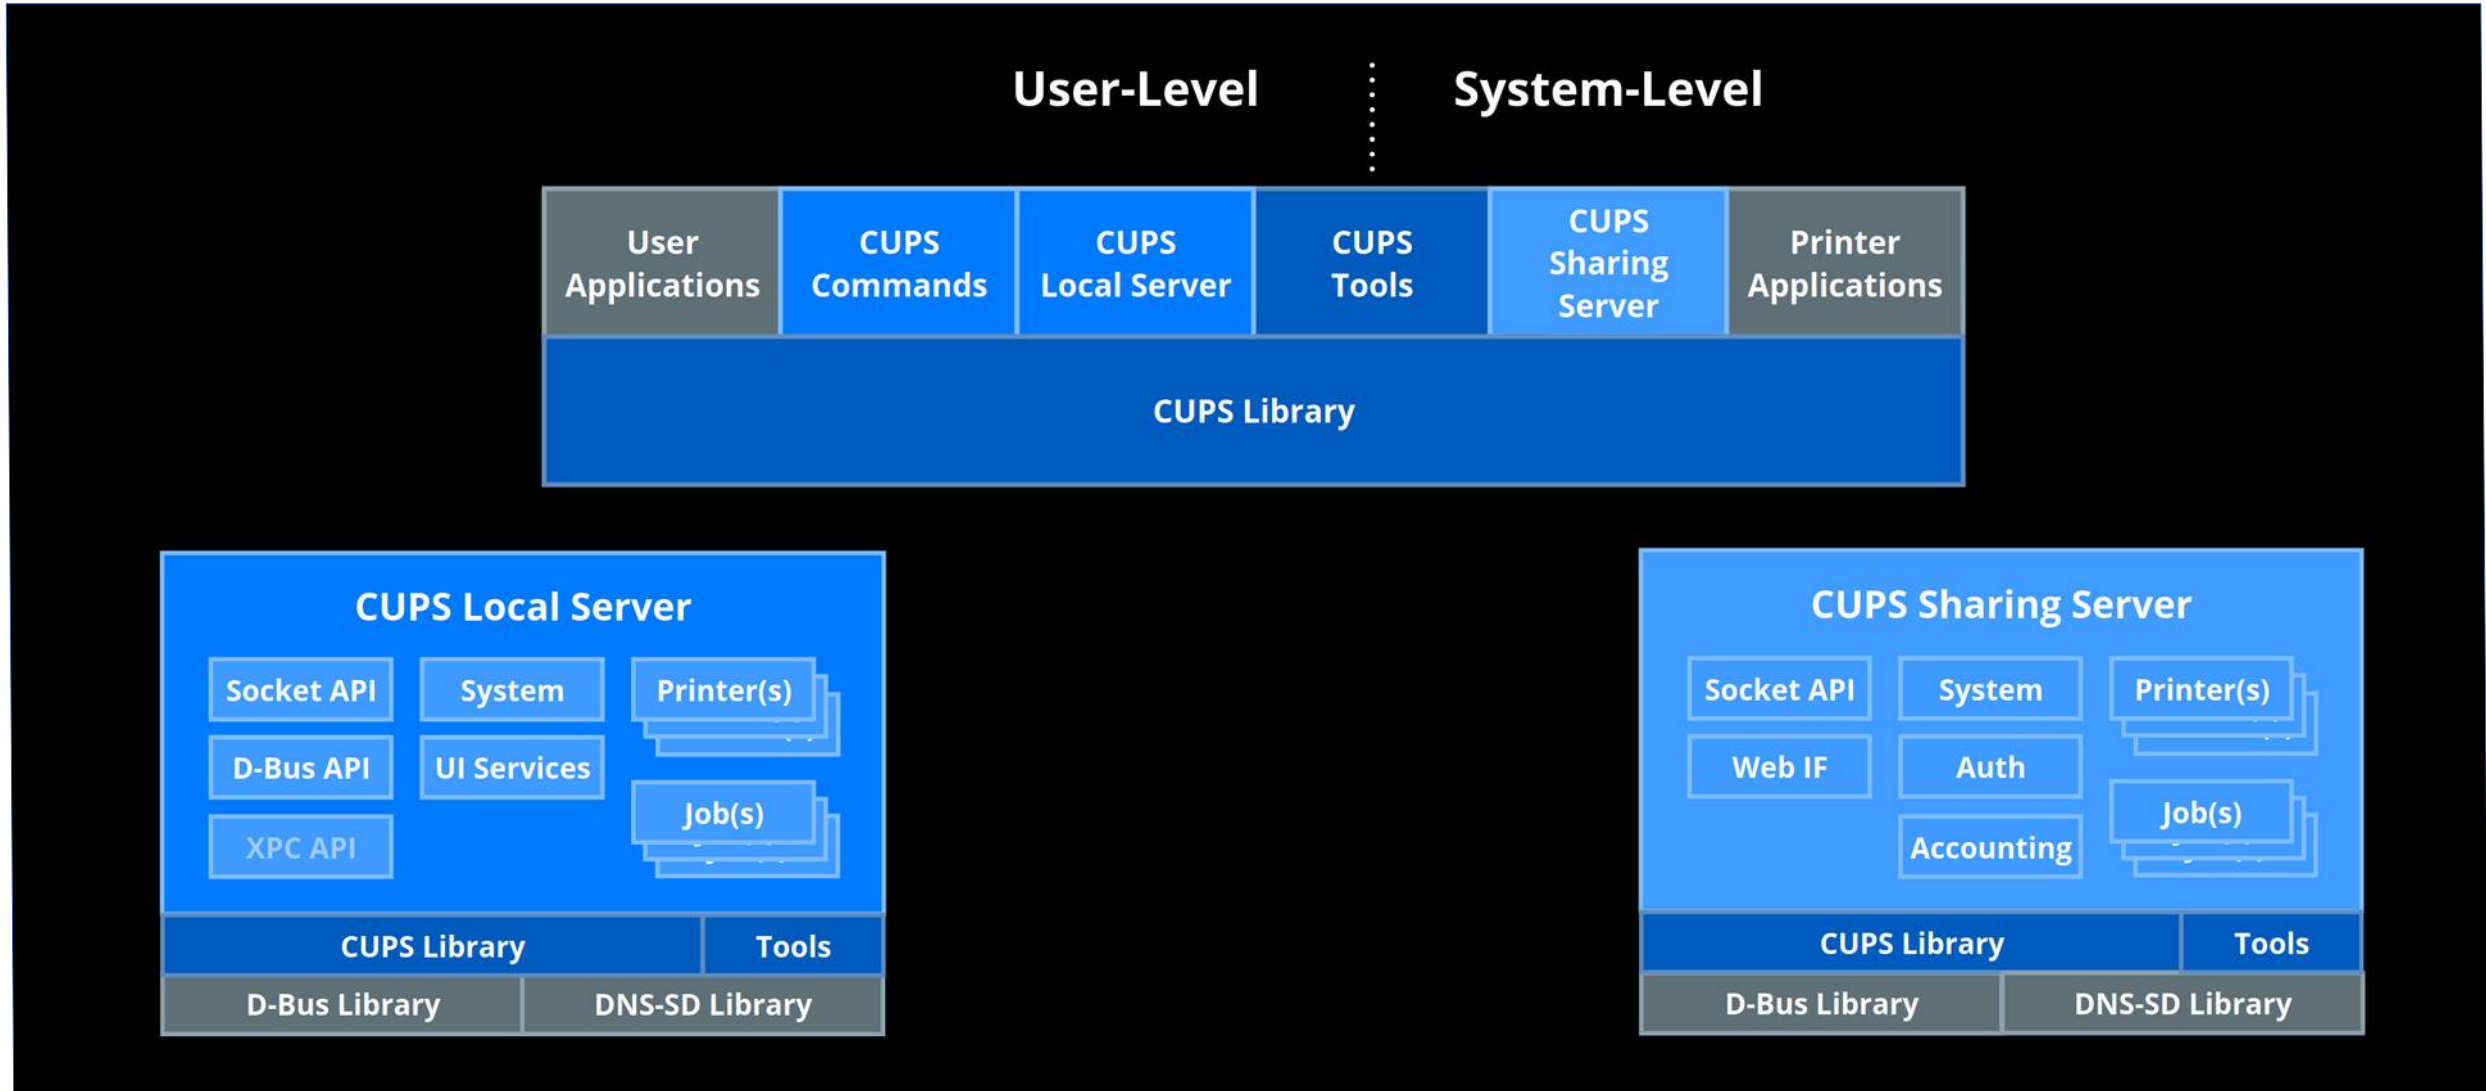 User-Level
System-Level
User
Applications
CUPS
Commands
CUPS
Local Server
CUPS
Tools
CUPS
Sharing
Server
Printer
Applications
CUPS Library
CUPS Local Server
Socket API
System
Printer(s)
D-Bus API
UI Services
Job(s)
XPC API
CUPS Library
Tools
D-Bus Library
DNS-SD Library
CUPS Sharing Server
Socket API
System
Printer(s)
Web IF
Auth
Job(s)
Accounting
CUPS Library
Tools
D-Bus Library
DNS-SD Library